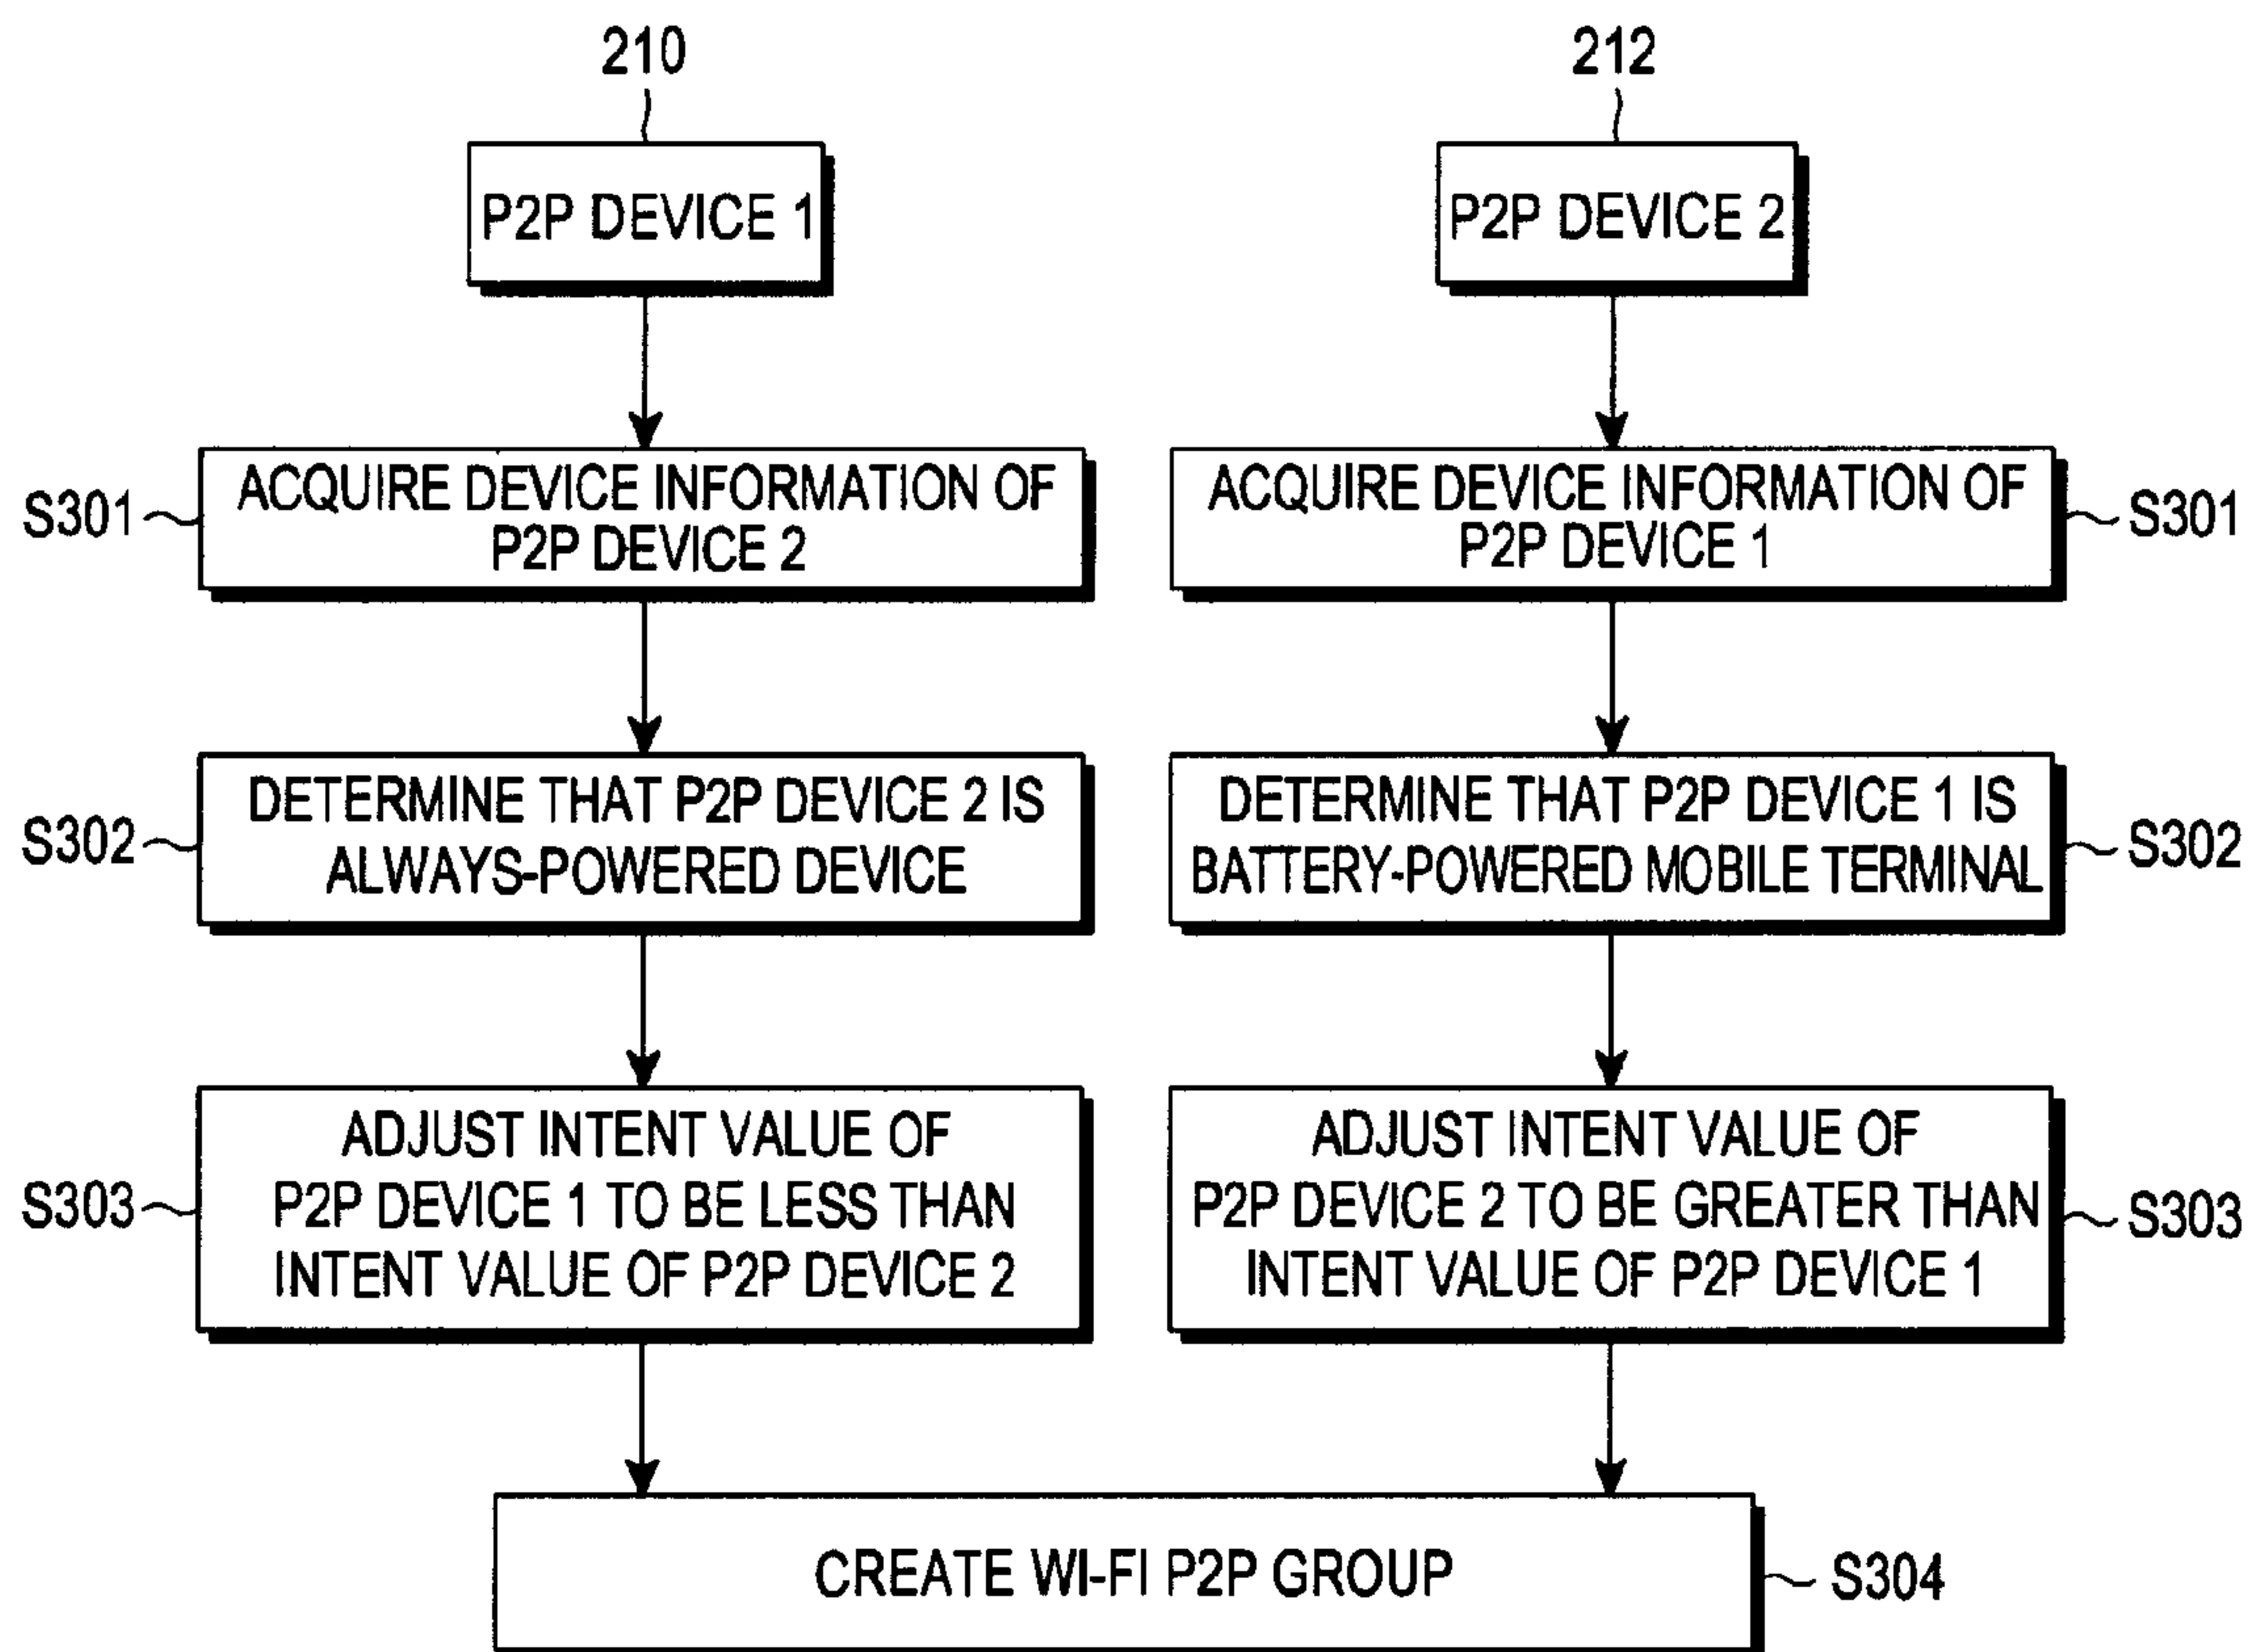 210
212
P2P DEVICE 1
P2P DEVICE 2
S301
ACQUIRE DEVICE INFORMATION OF
P2P DEVICE 2
ACQUIRE DEVICE INFORMATION OF
P2P DEVICE 1
S301
S302
DETERMINE THAT P2P DEVICE 2 IS
ALWAYS-POWERED DEVICE
DETERMINE THAT P2P DEVICE 1 IS
BATTERY-POWERED MOBILE TERMINAL
S302
S303
ADJUST INTENT VALUE OF
P2P DEVICE 1 TO BE LESS THAN
INTENT VALUE OF P2P DEVICE 2
ADJUST INTENT VALUE OF
P2P DEVICE 2 TO BE GREATER THAN
INTENT VALUE OF P2P DEVICE 1
S303
CREATE WI-FI P2P GROUP
S304